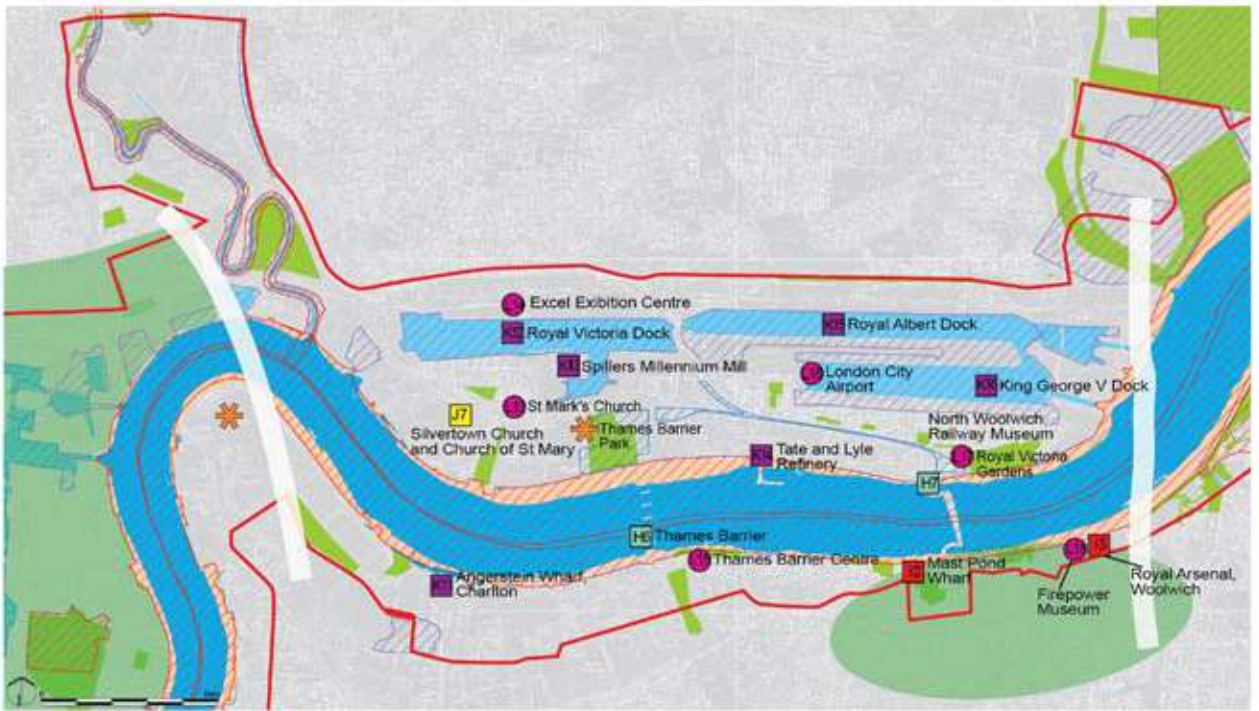 Excel Exibition Centre
Royal Victoria Dock
Royal Albert Dock
Spillers Millennium Mill
London City
Airport
King George V Dock
J7
St Mark's Church
Silvertown Church
and Church of St Mary
Thames Barrier
Park
North Woolwich
Railway Museum
Tate and Lyle
Refinery
Royal Victoria
Gardens
H7
H6
Thames Barrier
Thames Barrier Centre
Angerstein Wharf,
Charlton
Mast Pond
Wharf
Firepower
Museum
Royal Arsenal,
Woolwich